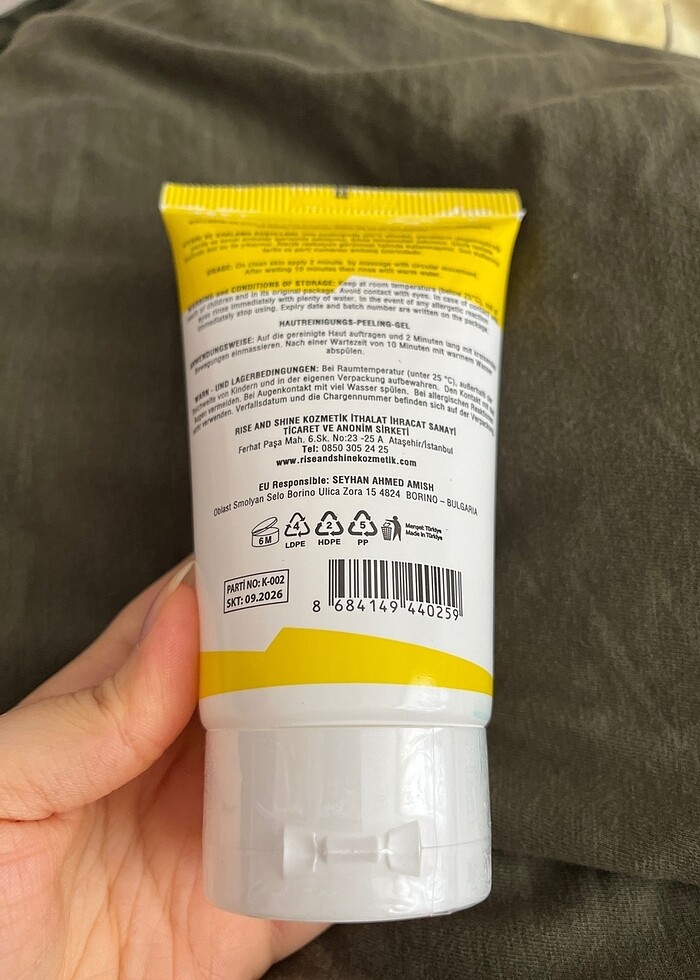 USAGE: On clean skin apply 2 minute, by massage with circular movement.
After waiting 10 minutes then rinse with warm water.
WARNING and CONDITIONS OF STORAGE: Keep at room temperature (below 25°C),
reach of children and in its original package. Avoid contact with eyes. In case of contact
eyes rinse immediately with plenty of water, In the event of any allergic reaction
immediately stop using. Expiry date and batch number are written on the package.
HAUTREINIGUNGS-PEELING-GEL
ANWENDUNGSWEISE: Auf die gereinigte Haut auftragen und 2 Minuten lang mit kreisenden
Bewegungen einmassieren. Nach einer Wartezeit von 10 Minuten mit warmem Wasser
abspülen.
WARN - UND LAGERBEDINGUNGEN: Bei Raumtemperatur (unter 25 °C), außerhalb der
Reichweite von Kindern und in der eigenen Verpackung aufbewahren. Den Kontakt mit
Augen vermeiden. Bei Augenkontakt mit viel Wasser spülen. Bei allergischen Reaktionen
nicht verwenden. Verfallsdatum und die Chargennummer befinden sich auf der Verpackung.
RISE AND SHINE KOZMETİK İTHALAT İHRACAT SANAYİ
TİCARET VE ANONİM SİRKETİ
Ferhat Paşa Mah. 6.Sk. No:23 -25 A Ataşehir/İstanbul
Tel: 0850 305 24 25
www.riseandshinekozmetik.com
EU Responsible: SEYHAN AHMED AMISH
Oblast Smolyan Selo Borino Ulica Zora 15 4824 BORINO – BULGARIA
6 M
4
LDPE
2
HDPE
5
PP
Menşei: Türkiye
Made in Türkiye
PARTİ NO: K-002
SKT: 09.2026
8 684149 440259